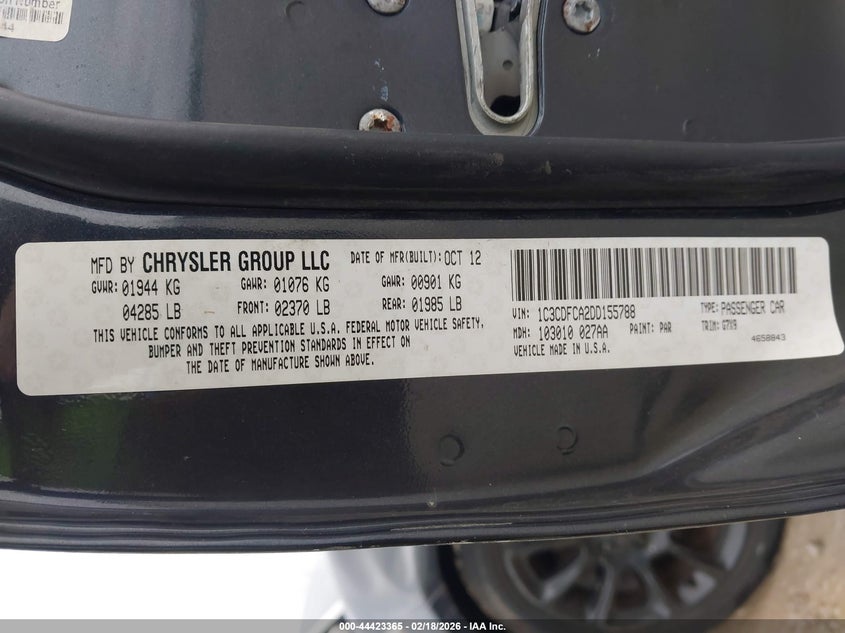 MFD BY CHRYSLER GROUP LLC DATE OF MFR(BUILT): OCT 12
GVWR: 01944 KG GAWR: 01076 KG GAWR: 00901 KG
04285 LB FRONT: 02370 LB REAR: 01985 LB
THIS VEHICLE CONFORMS TO ALL APPLICABLE U.S.A. FEDERAL MOTOR VEHICLE SAFETY,
BUMPER AND THEFT PREVENTION STANDARDS IN EFFECT ON
THE DATE OF MANUFACTURE SHOWN ABOVE.
VIN: 1C3CDFCA2DD155788 TYPE: PASSENGER CAR
MDH: 103010 027AA PAINT: PAR TRIM: G7X9
VEHICLE MADE IN U.S.A. 4658843
000-44423365 - 02/18/2026 - IAA Inc.